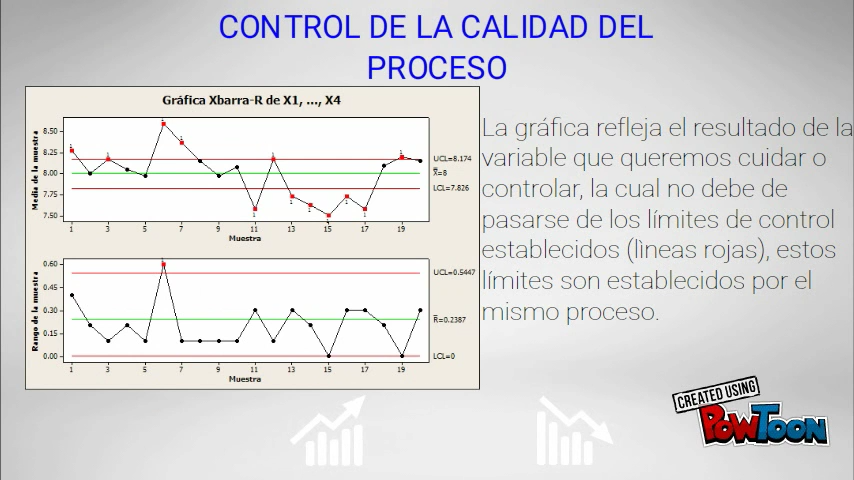 CONTROL DE LA CALIDAD DEL
PROCESO
Gráfica Xbarra-R de X1, ..., X4
Media de la muestra
8.50
8.25
8.00
7.75
7.50
UCL=8.174
X=8
LCL=7.826
1 3 5 7 9 11 13 15 17 19
Muestra
Rango de la muestra
0.60
0.45
0.30
0.15
0.00
UCL=0.5447
R=0.2387
LCL=0
1 3 5 7 9 11 13 15 17 19
Muestra
La gráfica refleja el resultado de la
variable que queremos cuidar o
controlar, la cual no debe de
pasarse de los límites de control
establecidos (lìneas rojas), estos
límites son establecidos por el
mismo proceso.
CREATED USING
POWTOON